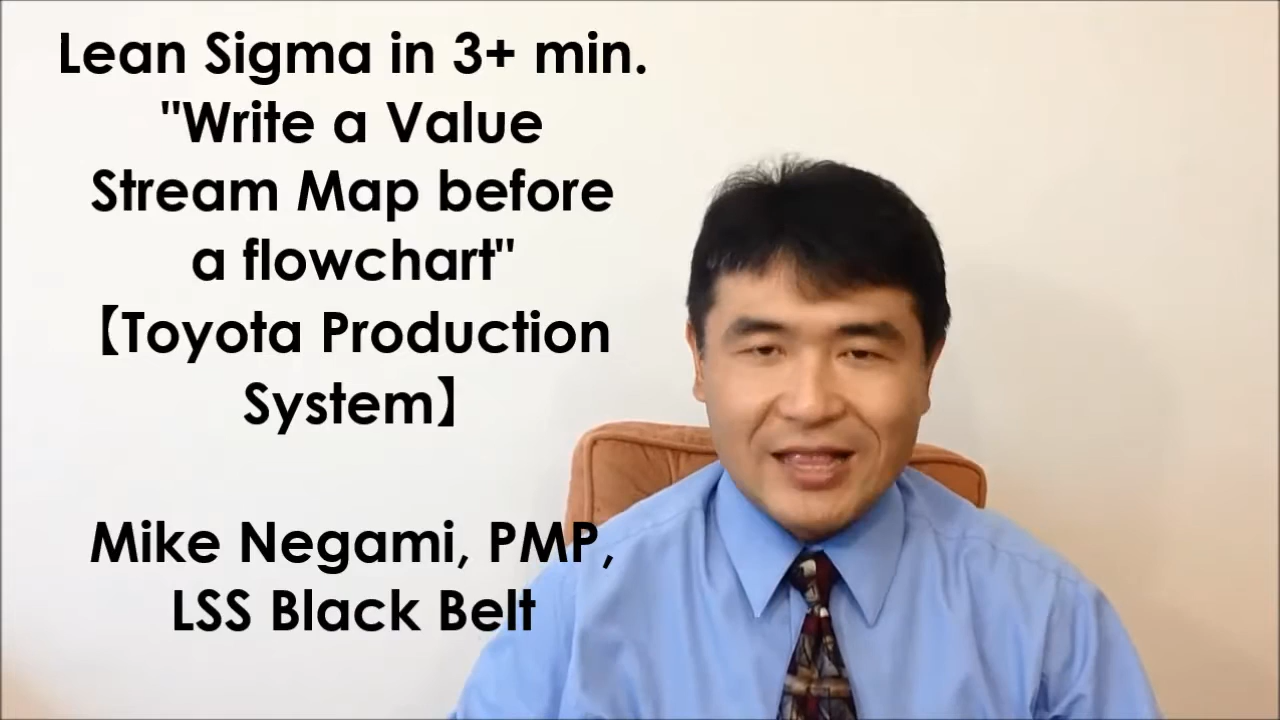 Lean Sigma in 3+ min.
"Write a Value
Stream Map before
a flowchart"
【Toyota Production
System】
Mike Negami, PMP,
LSS Black Belt